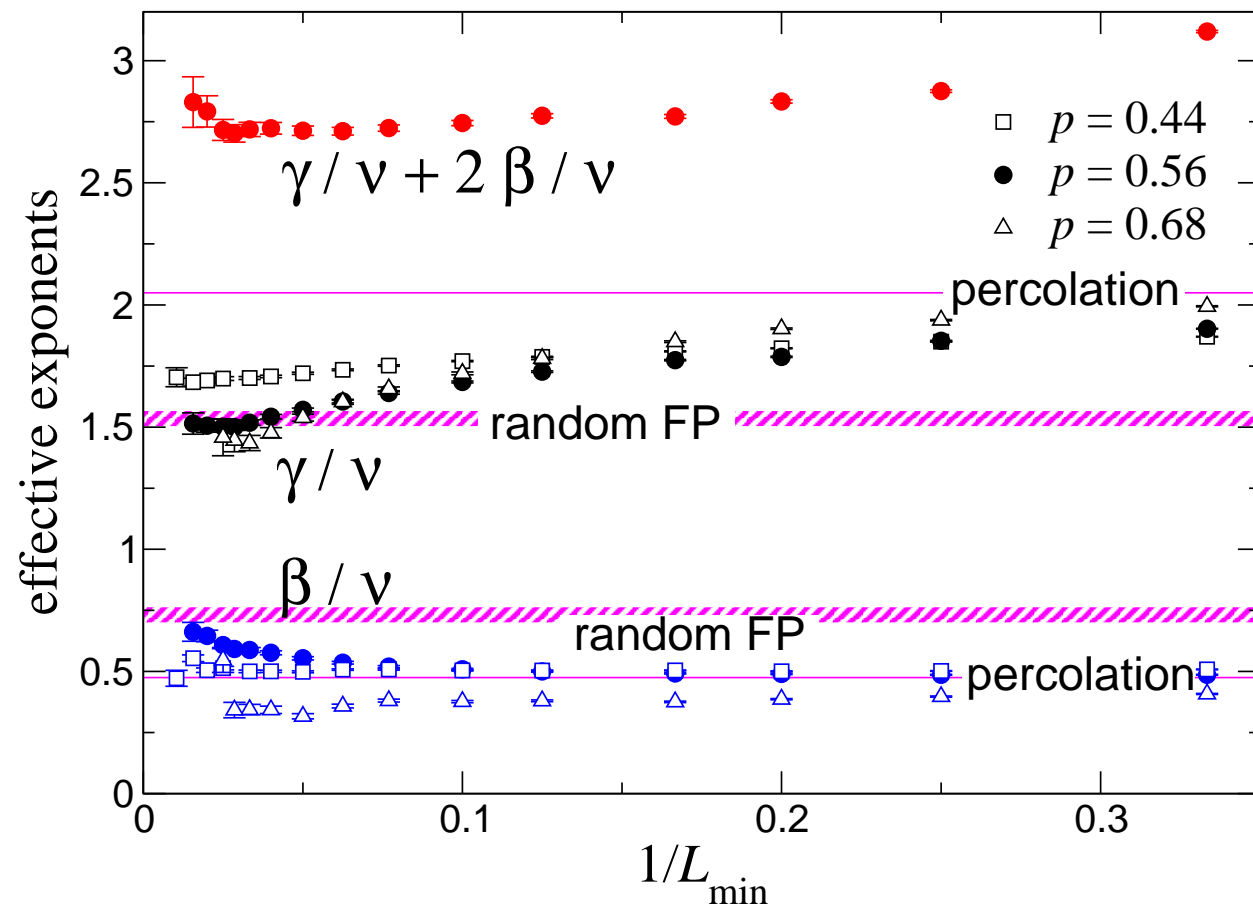 effective exponents
3
2.5
2
1.5
1
0.5
0
0
0.1
0.2
0.3
1/L_min
γ / ν + 2 β / ν
p = 0.44
p = 0.56
p = 0.68
percolation
random FP
γ / ν
β / ν
random FP
percolation